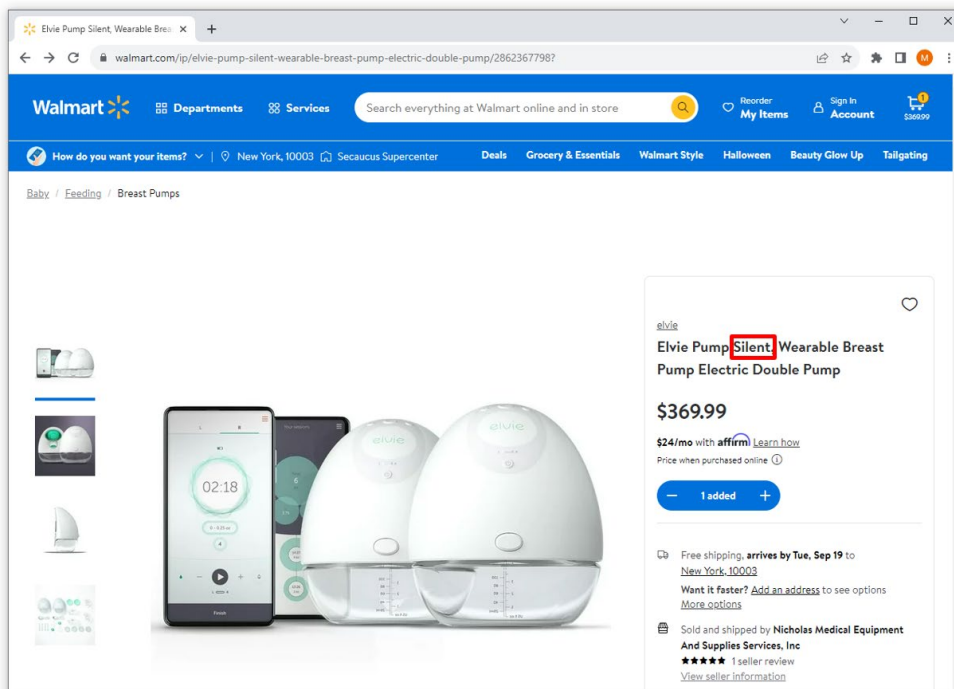 Elvie Pump Silent, Wearable Brea
walmart.com/ip/elvie-pump-silent-wearable-breast-pump-electric-double-pump/2862367798?
M
Walmart
Departments
Services
Search everything at Walmart online and in store
Reorder
My Items
Sign In
Account
1
$369.99
How do you want your items?
New York, 10003
Secaucus Supercenter
Deals
Grocery & Essentials
Walmart Style
Halloween
Beauty Glow Up
Tailgating
Baby / Feeding / Breast Pumps
elvie
Elvie Pump Silent, Wearable Breast
Pump Electric Double Pump
$369.99
$24/mo with affirm Learn how
Price when purchased online
1 added
Free shipping, arrives by Tue, Sep 19 to
New York, 10003
Want it faster? Add an address to see options
More options
Sold and shipped by Nicholas Medical Equipment
And Supplies Services, Inc
1 seller review
View seller information
L R
02:18
elvie
elvie